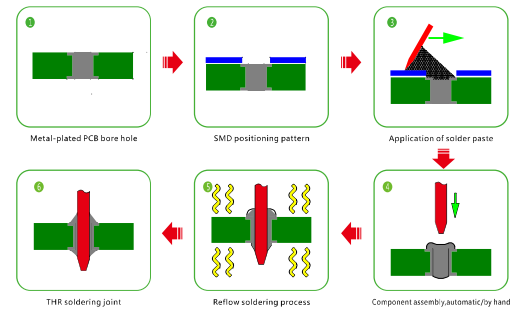 1
2
3
Metal-plated PCB bore hole
SMD positioning pattern
Application of solder paste
6
5
4
THR soldering joint
Reflow soldering process
Component assembly,automatic/by hand